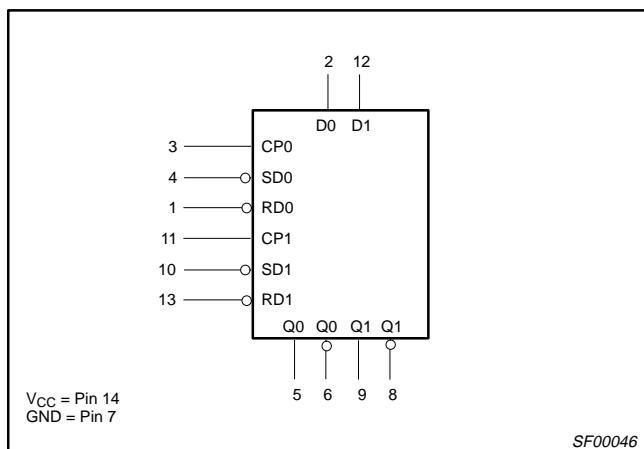 2 12
D0 D1
3 CP0
4 SD0
1 RD0
11 CP1
10 SD1
13 RD1
Q0 Q0 Q1 Q1
5 6 9 8
VCC = Pin 14
GND = Pin 7
SF00046